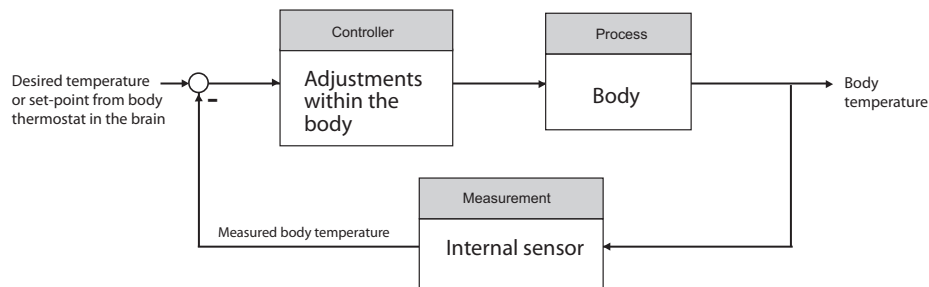 Controller
Process
Desired temperature
or set-point from body
thermostat in the brain
-
Adjustments
within the
body
Body
Body
temperature
Measurement
Measured body temperature
Internal sensor